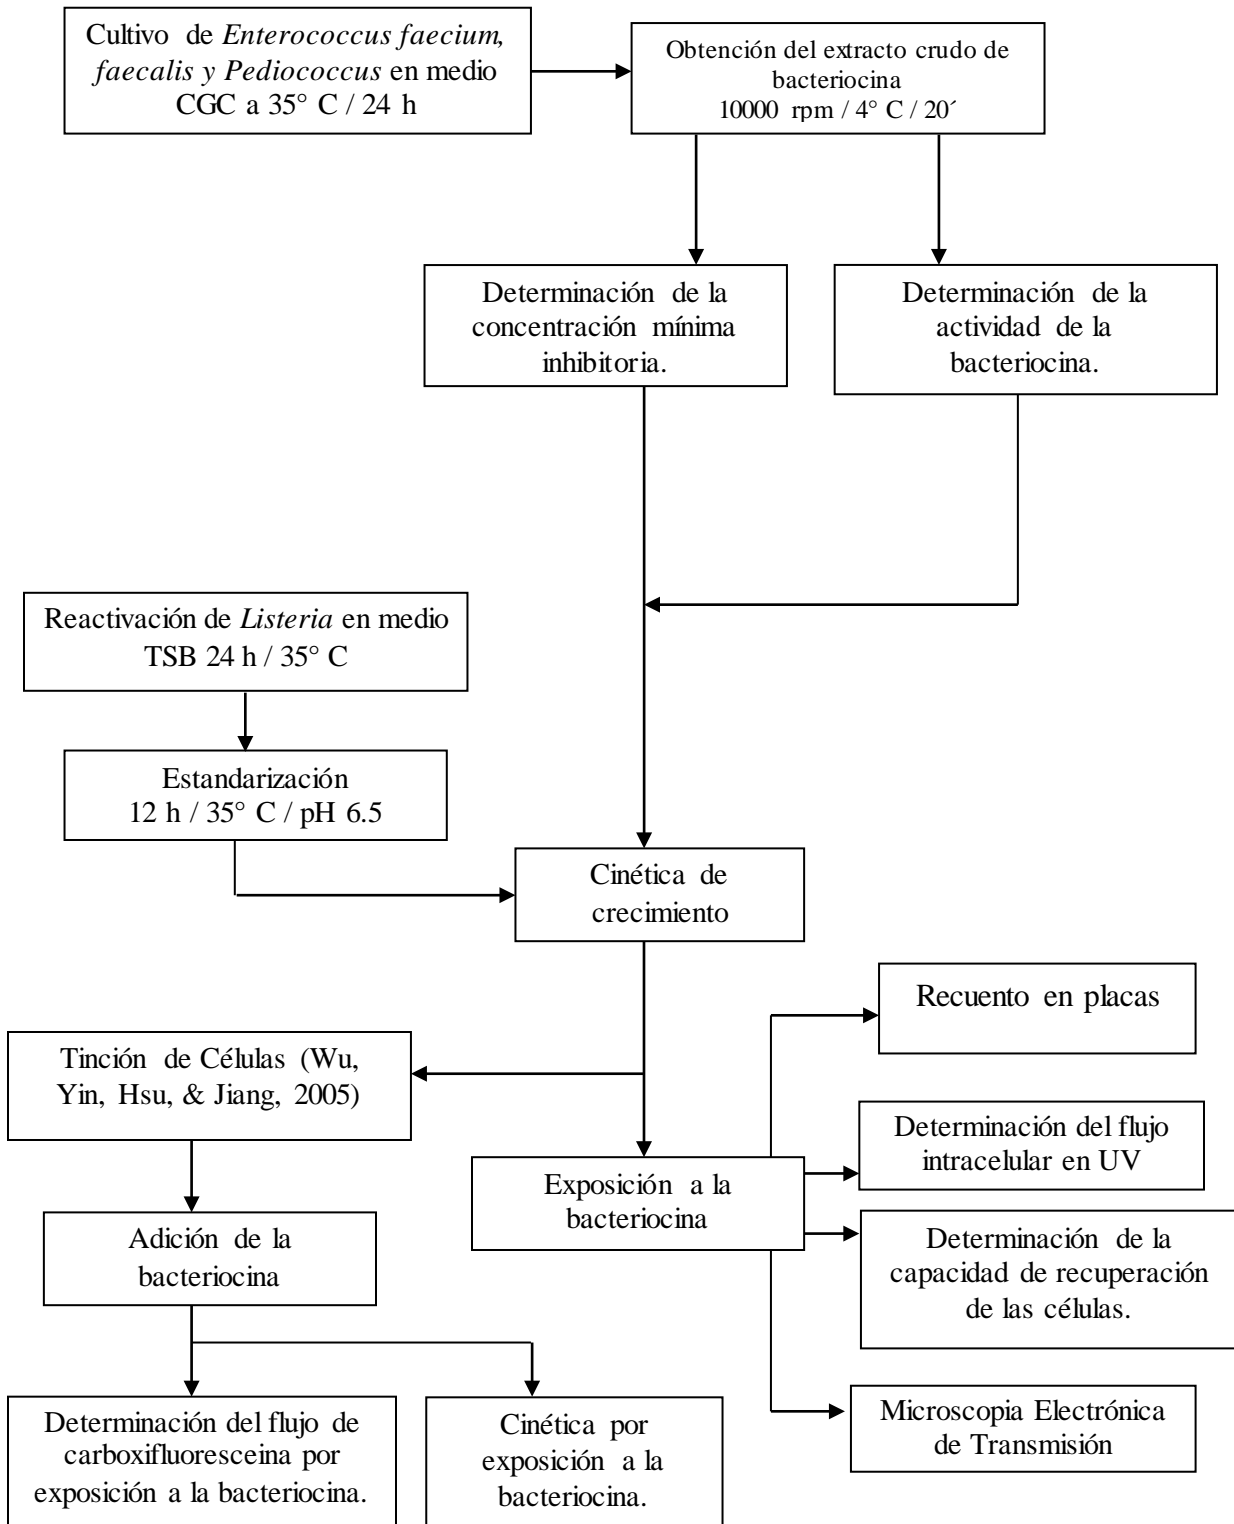 Cultivo de Enterococcus faecium,
faecalis y Pediococcus en medio
CGC a 35° C / 24 h
Obtención del extracto crudo de
bacteriocina
10000 rpm / 4° C / 20´
Determinación de la
concentración mínima
inhibitoria.
Determinación de la
actividad de la
bacteriocina.
Reactivación de Listeria en medio
TSB 24 h / 35° C
Estandarización
12 h / 35° C / pH 6.5
Cinética de
crecimiento
Recuento en placas
Tinción de Células (Wu,
Yin, Hsu, & Jiang, 2005)
Determinación del flujo
intracelular en UV
Exposición a la
bacteriocina
Adición de la
bacteriocina
Determinación de la
capacidad de recuperación
de las células.
Microscopia Electrónica
de Transmisión
Determinación del flujo de
carboxifluoresceina por
exposición a la bacteriocina.
Cinética por
exposición a la
bacteriocina.